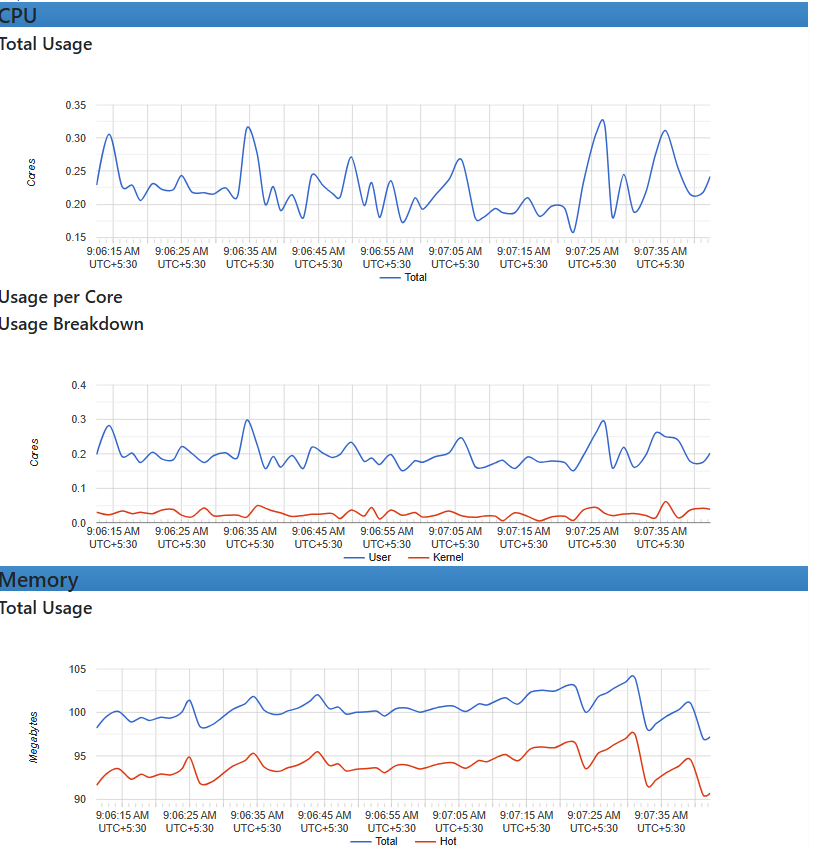 CPU
Total Usage
0.35
0.30
0.25
0.20
0.15
Cores
9:06:15 AM 9:06:25 AM 9:06:35 AM 9:06:45 AM 9:06:55 AM 9:07:05 AM 9:07:15 AM 9:07:25 AM 9:07:35 AM
UTC+5:30 UTC+5:30 UTC+5:30 UTC+5:30 UTC+5:30 UTC+5:30 UTC+5:30 UTC+5:30 UTC+5:30
Total
Usage per Core
Usage Breakdown
0.4
0.3
0.2
0.1
0.0
Cores
9:06:15 AM 9:06:25 AM 9:06:35 AM 9:06:45 AM 9:06:55 AM 9:07:05 AM 9:07:15 AM 9:07:25 AM 9:07:35 AM
UTC+5:30 UTC+5:30 UTC+5:30 UTC+5:30 UTC+5:30 UTC+5:30 UTC+5:30 UTC+5:30 UTC+5:30
User Kernel
Memory
Total Usage
105
100
95
90
Megabytes
9:06:15 AM 9:06:25 AM 9:06:35 AM 9:06:45 AM 9:06:55 AM 9:07:05 AM 9:07:15 AM 9:07:25 AM 9:07:35 AM
UTC+5:30 UTC+5:30 UTC+5:30 UTC+5:30 UTC+5:30 UTC+5:30 UTC+5:30 UTC+5:30 UTC+5:30
Total Hot